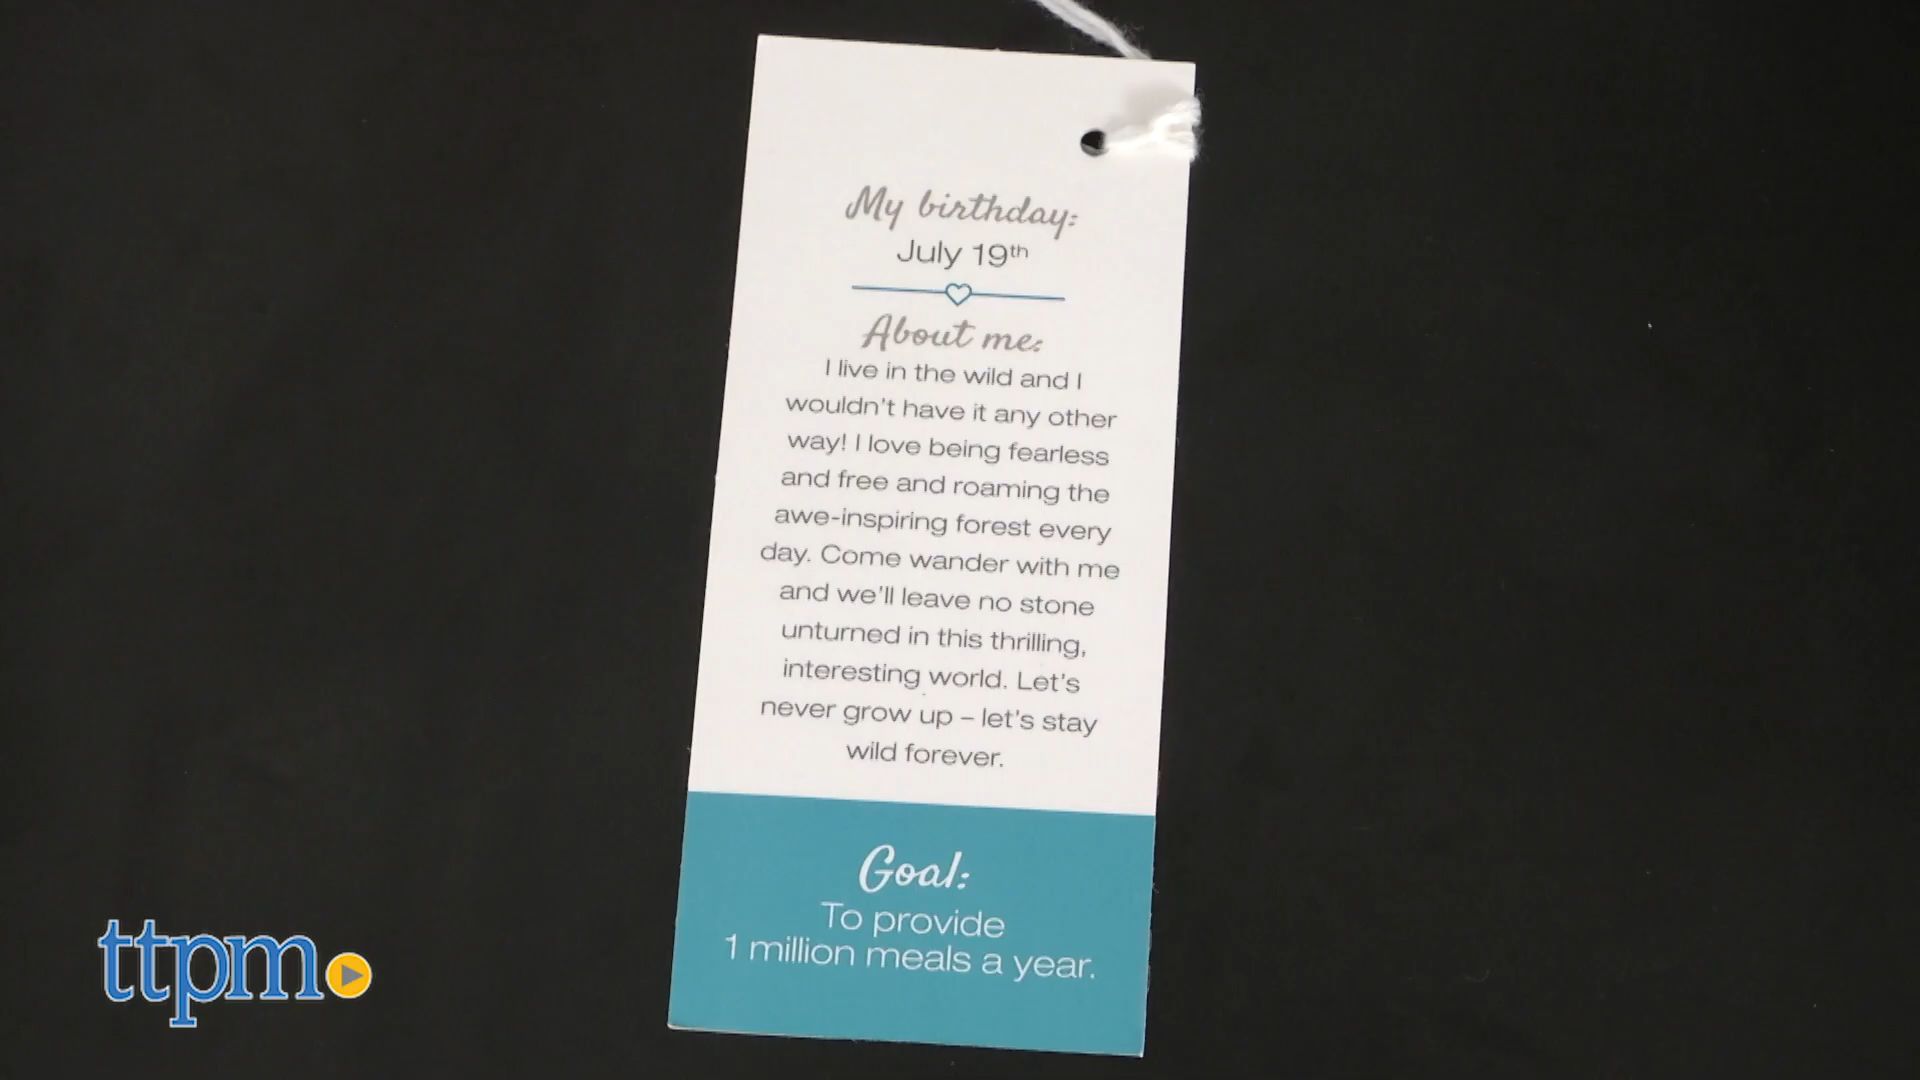 My birthday:
July 19th
About me:
I live in the wild and I
wouldn't have it any other
way! I love being fearless
and free and roaming the
awe-inspiring forest every
day. Come wander with me
and we'll leave no stone
unturned in this thrilling,
interesting world. Let's
never grow up – let's stay
wild forever.
Goal:
To provide
1 million meals a year.
ttpm